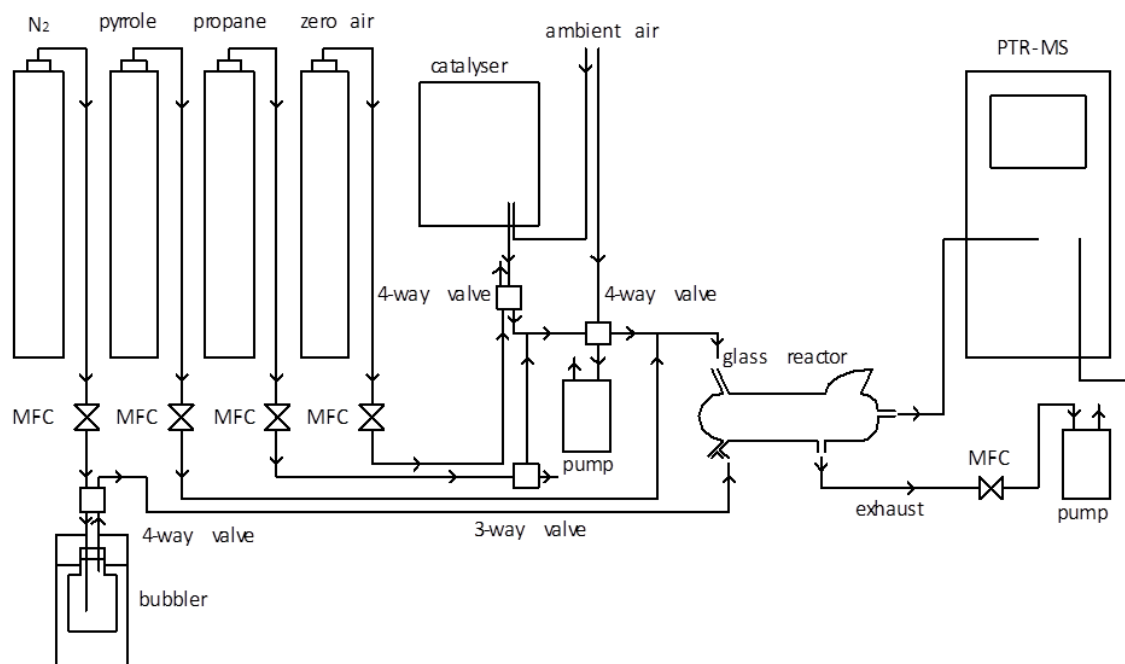 N2 pyrrole propane zero air
ambient air
PTR-MS
catalyser
4-way valve
4-way valve
glass reactor
MFC MFC MFC MFC
pump
MFC
exhaust
pump
3-way valve
4-way valve
bubbler